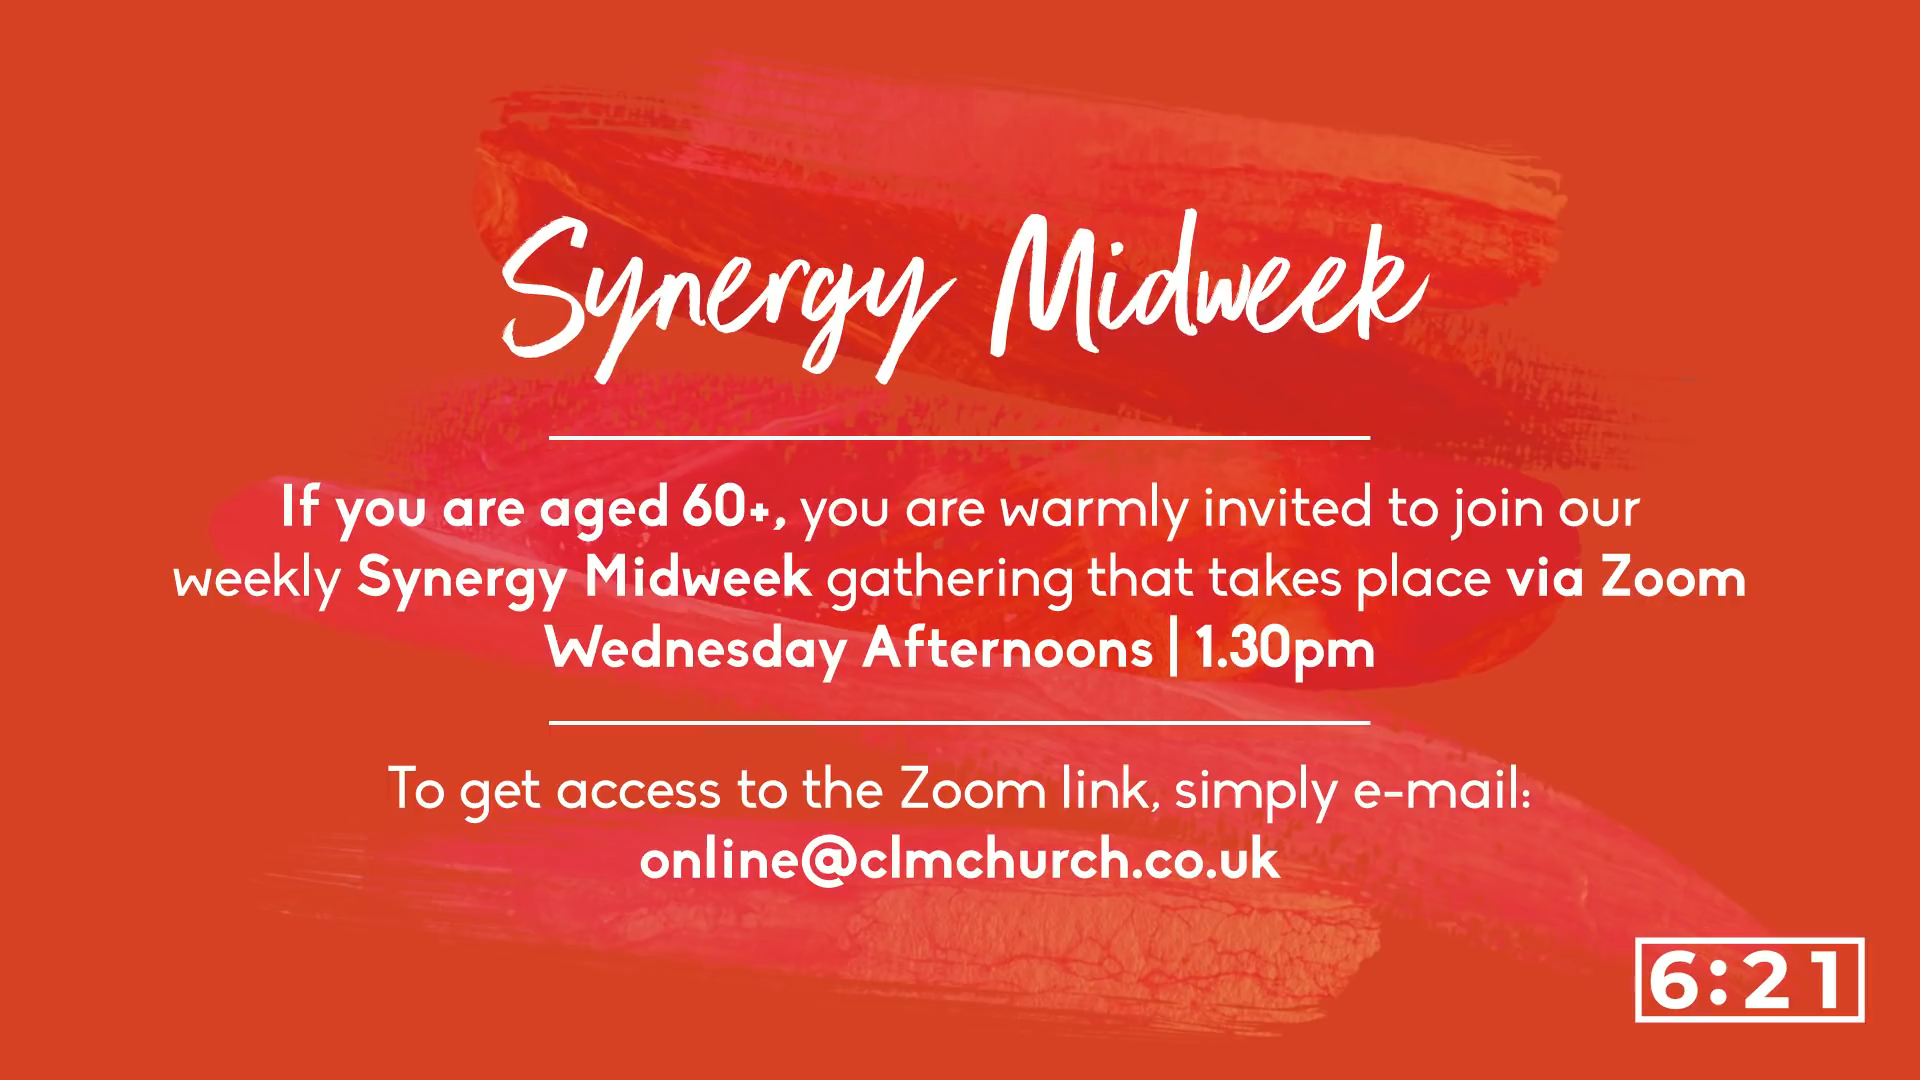 Synergy Midweek
If you are aged 60+, you are warmly invited to join our
weekly Synergy Midweek gathering that takes place via Zoom
Wednesday Afternoons | 1.30pm
To get access to the Zoom link, simply e-mail:
online@clmchurch.co.uk
6:21